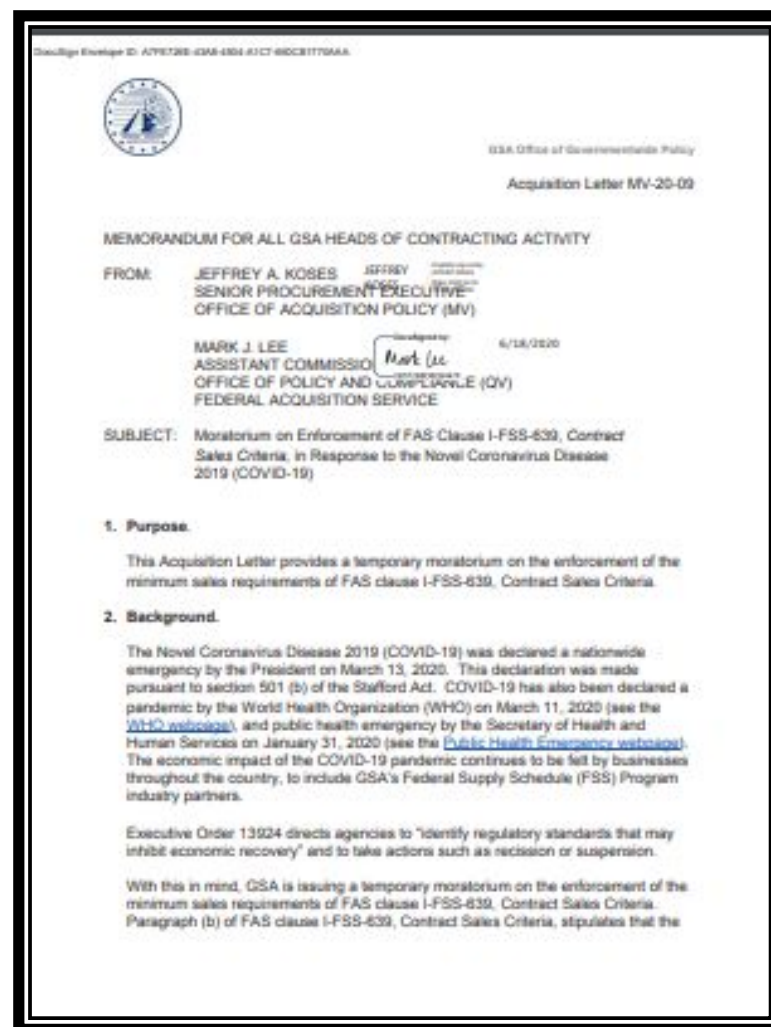 GSA Office of Governmentwide Policy
Acquisition Letter MV-20-09
MEMORANDUM FOR ALL GSA HEADS OF CONTRACTING ACTIVITY
FROM: JEFFREY A. KOSES JEFFREY
SENIOR PROCUREMENT EXECUTIVE
OFFICE OF ACQUISITION POLICY (MV)
MARK J. LEE 6/18/2020
ASSISTANT COMMISSIO Mark Lee
OFFICE OF POLICY AND COMPLIANCE (QV)
FEDERAL ACQUISITION SERVICE
SUBJECT: Moratorium on Enforcement of FAS Clause I-FSS-639, Contract
Sales Criteria, in Response to the Novel Coronavirus Disease
2019 (COVID-19)
1. Purpose.
This Acquisition Letter provides a temporary moratorium on the enforcement of the
minimum sales requirements of FAS clause I-FSS-639, Contract Sales Criteria.
2. Background.
The Novel Coronavirus Disease 2019 (COVID-19) was declared a nationwide
emergency by the President on March 13, 2020. This declaration was made
pursuant to section 501 (b) of the Stafford Act. COVID-19 has also been declared a
pandemic by the World Health Organization (WHO) on March 11, 2020 (see the
WHO webpage), and public health emergency by the Secretary of Health and
Human Services on January 31, 2020 (see the Public Health Emergency webpage).
The economic impact of the COVID-19 pandemic continues to be felt by businesses
throughout the country, to include GSA's Federal Supply Schedule (FSS) Program
industry partners.
Executive Order 13924 directs agencies to "identify regulatory standards that may
inhibit economic recovery" and to take actions such as recission or suspension.
With this in mind, GSA is issuing a temporary moratorium on the enforcement of the
minimum sales requirements of FAS clause I-FSS-639, Contract Sales Criteria.
Paragraph (b) of FAS clause I-FSS-639, Contract Sales Criteria, stipulates that the